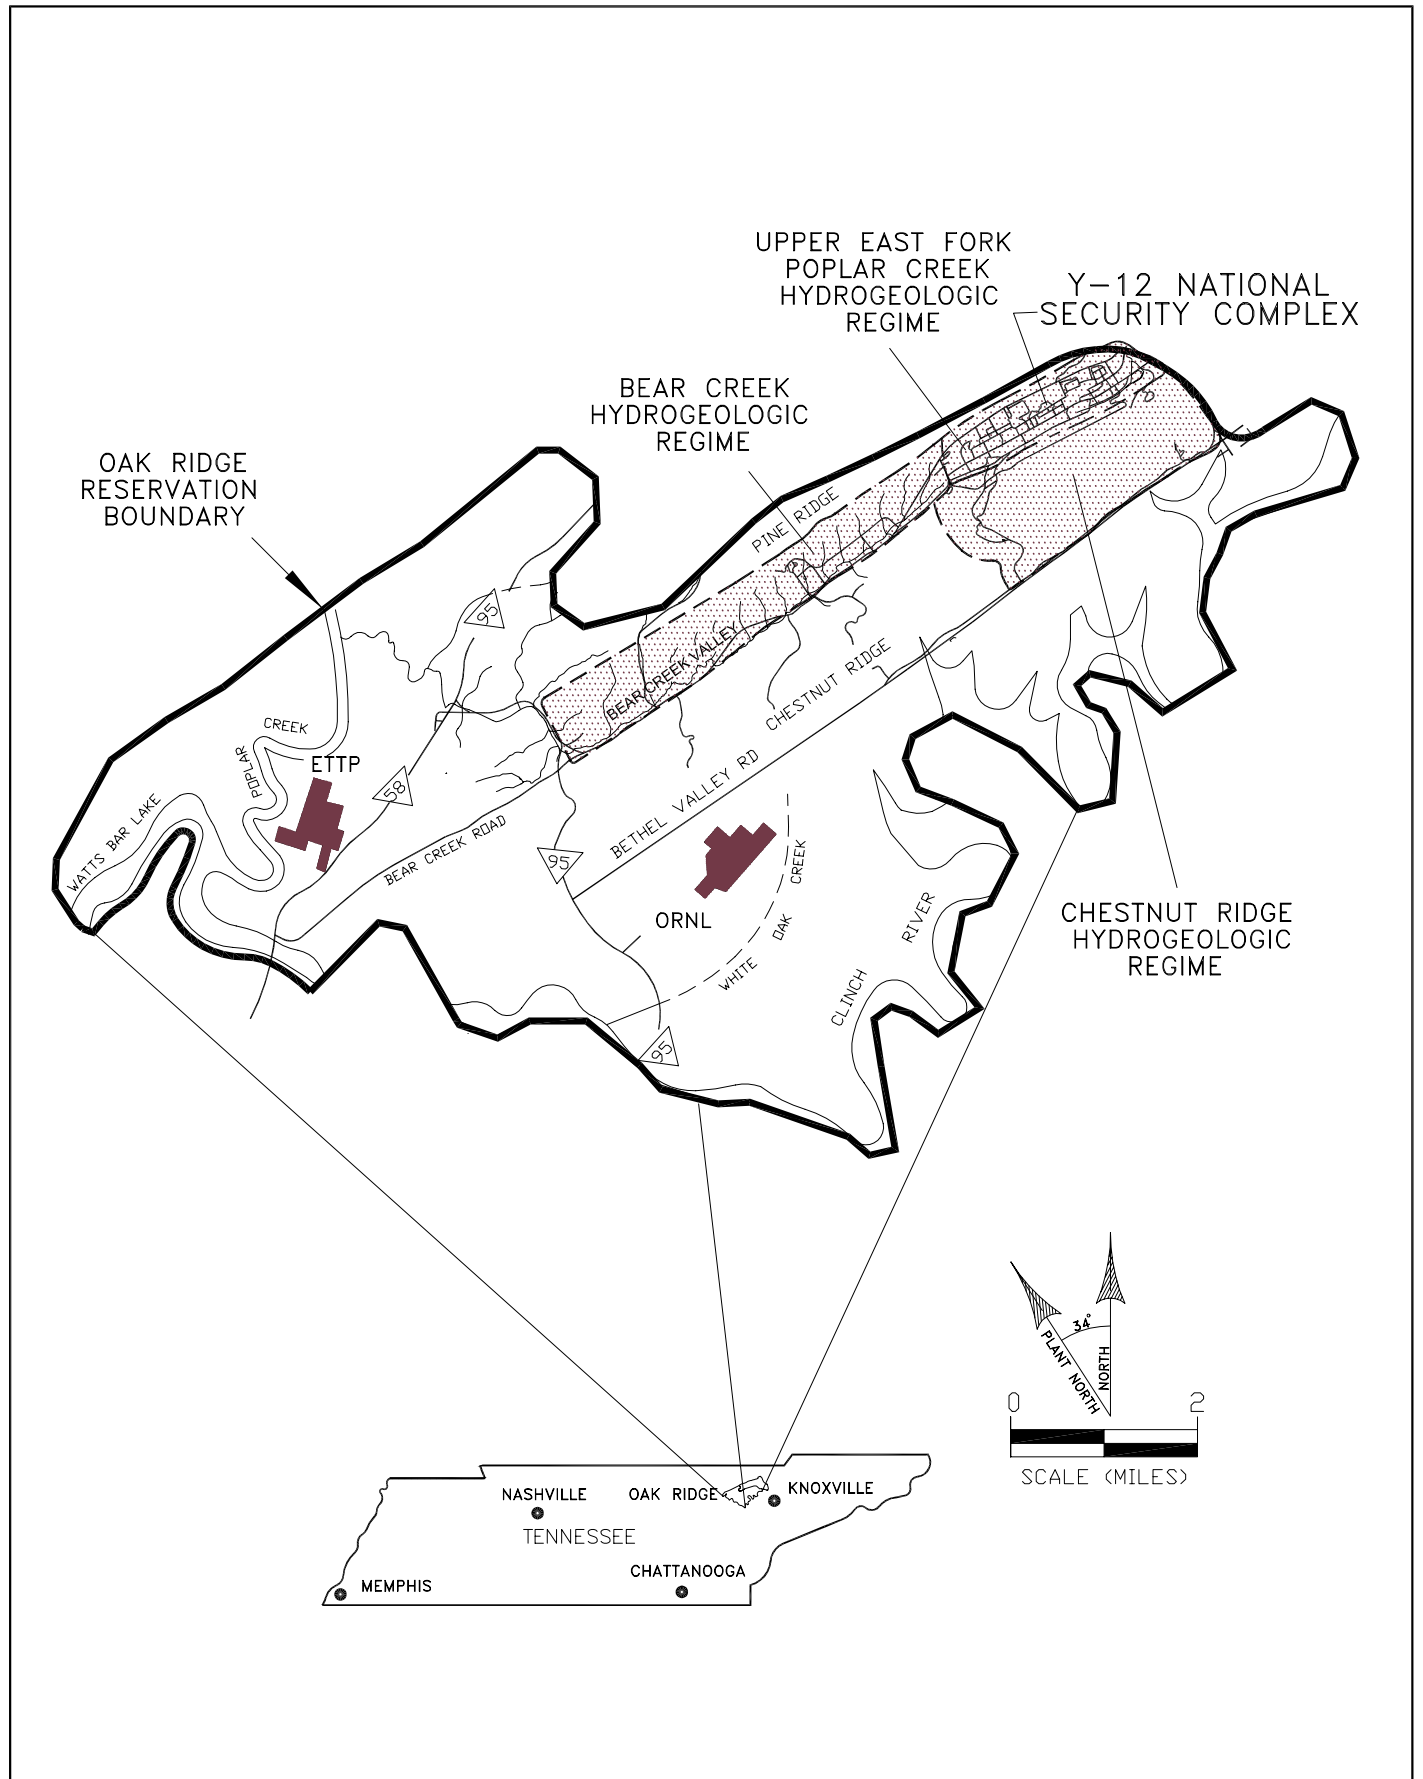 UPPER EAST FORK
POPLAR CREEK
HYDROGEOLOGIC
REGIME
Y-12 NATIONAL
SECURITY COMPLEX
BEAR CREEK
HYDROGEOLOGIC
REGIME
OAK RIDGE
RESERVATION
BOUNDARY
PINE RIDGE
95
BEAR CREEK VALLEY
CHESTNUT RIDGE
CREEK
POPLAR
ETTP
58
WATTS BAR LAKE
BEAR CREEK ROAD
BETHEL VALLEY RD
95
CREEK
OAK
WHITE
ORNL
RIVER
CLINCH
CHESTNUT RIDGE
HYDROGEOLOGIC
REGIME
95
34°
PLANT NORTH
NORTH
0 2
SCALE (MILES)
NASHVILLE
OAK RIDGE
KNOXVILLE
TENNESSEE
CHATTANOOGA
MEMPHIS